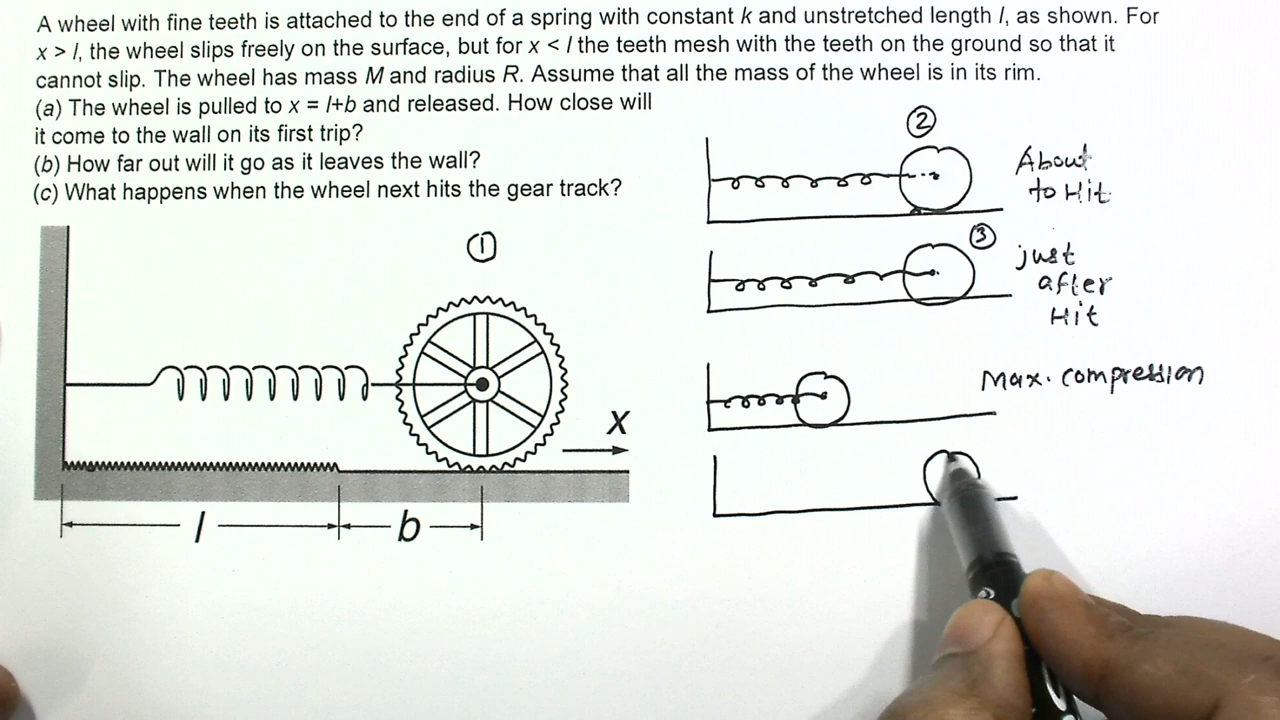 A wheel with fine teeth is attached to the end of a spring with constant k and unstretched length l, as shown. For
x > l, the wheel slips freely on the surface, but for x < l the teeth mesh with the teeth on the ground so that it
cannot slip. The wheel has mass M and radius R. Assume that all the mass of the wheel is in its rim.
(a) The wheel is pulled to x = l+b and released. How close will
it come to the wall on its first trip?
(b) How far out will it go as it leaves the wall?
(c) What happens when the wheel next hits the gear track?
①
X
l
b
②
About
to Hit
③
just
after
Hit
Max. compression